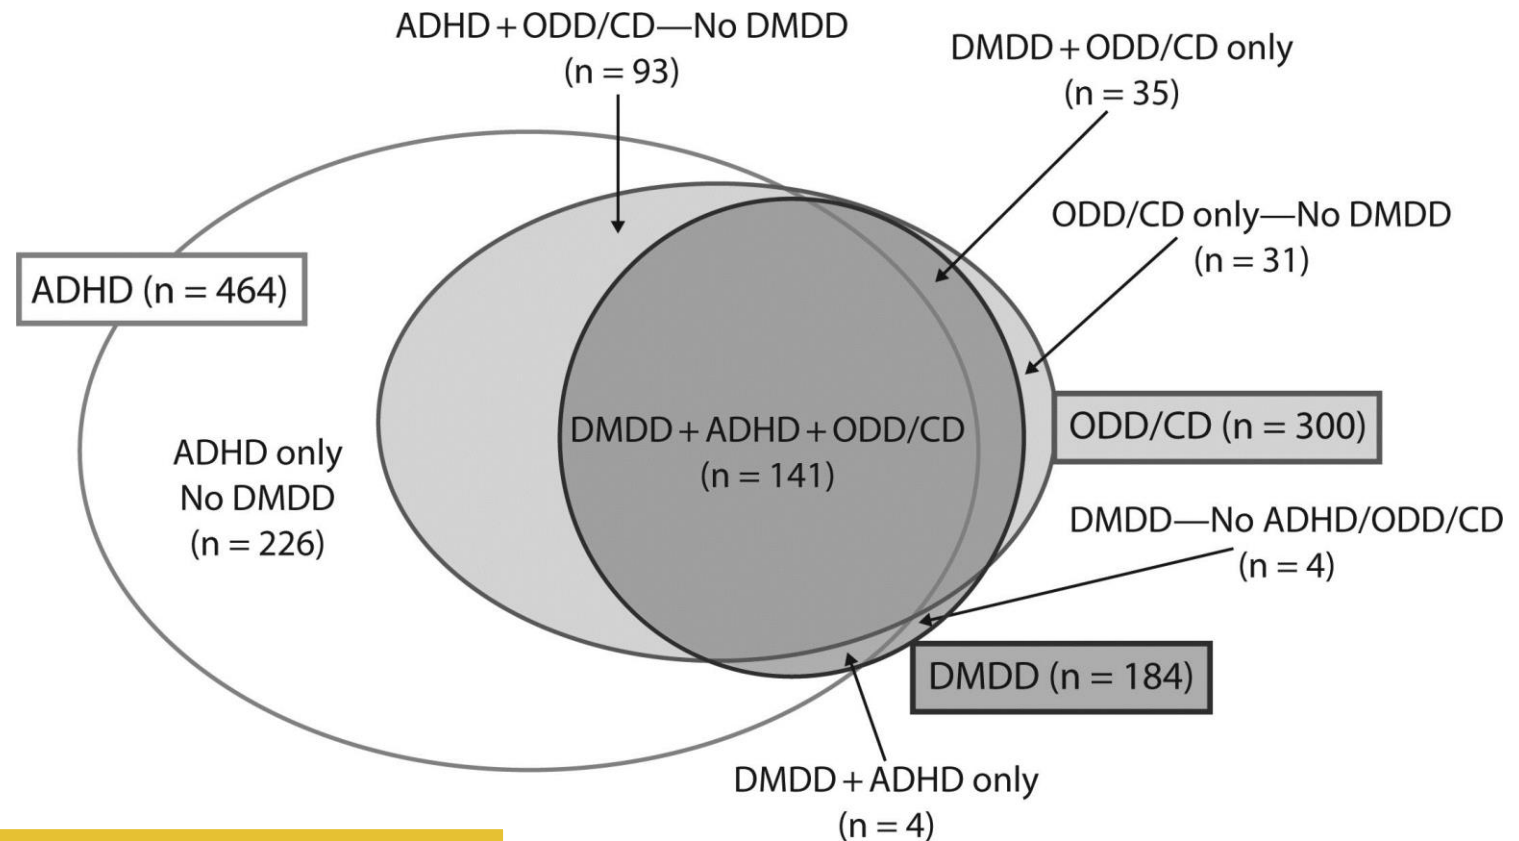 ADHD + ODD/CD—No DMDD
(n = 93)
DMDD + ODD/CD only
(n = 35)
ODD/CD only—No DMDD
(n = 31)
ADHD (n = 464)
DMDD + ADHD + ODD/CD
(n = 141)
ODD/CD (n = 300)
ADHD only
No DMDD
(n = 226)
DMDD—No ADHD/ODD/CD
(n = 4)
DMDD (n = 184)
DMDD + ADHD only
(n = 4)